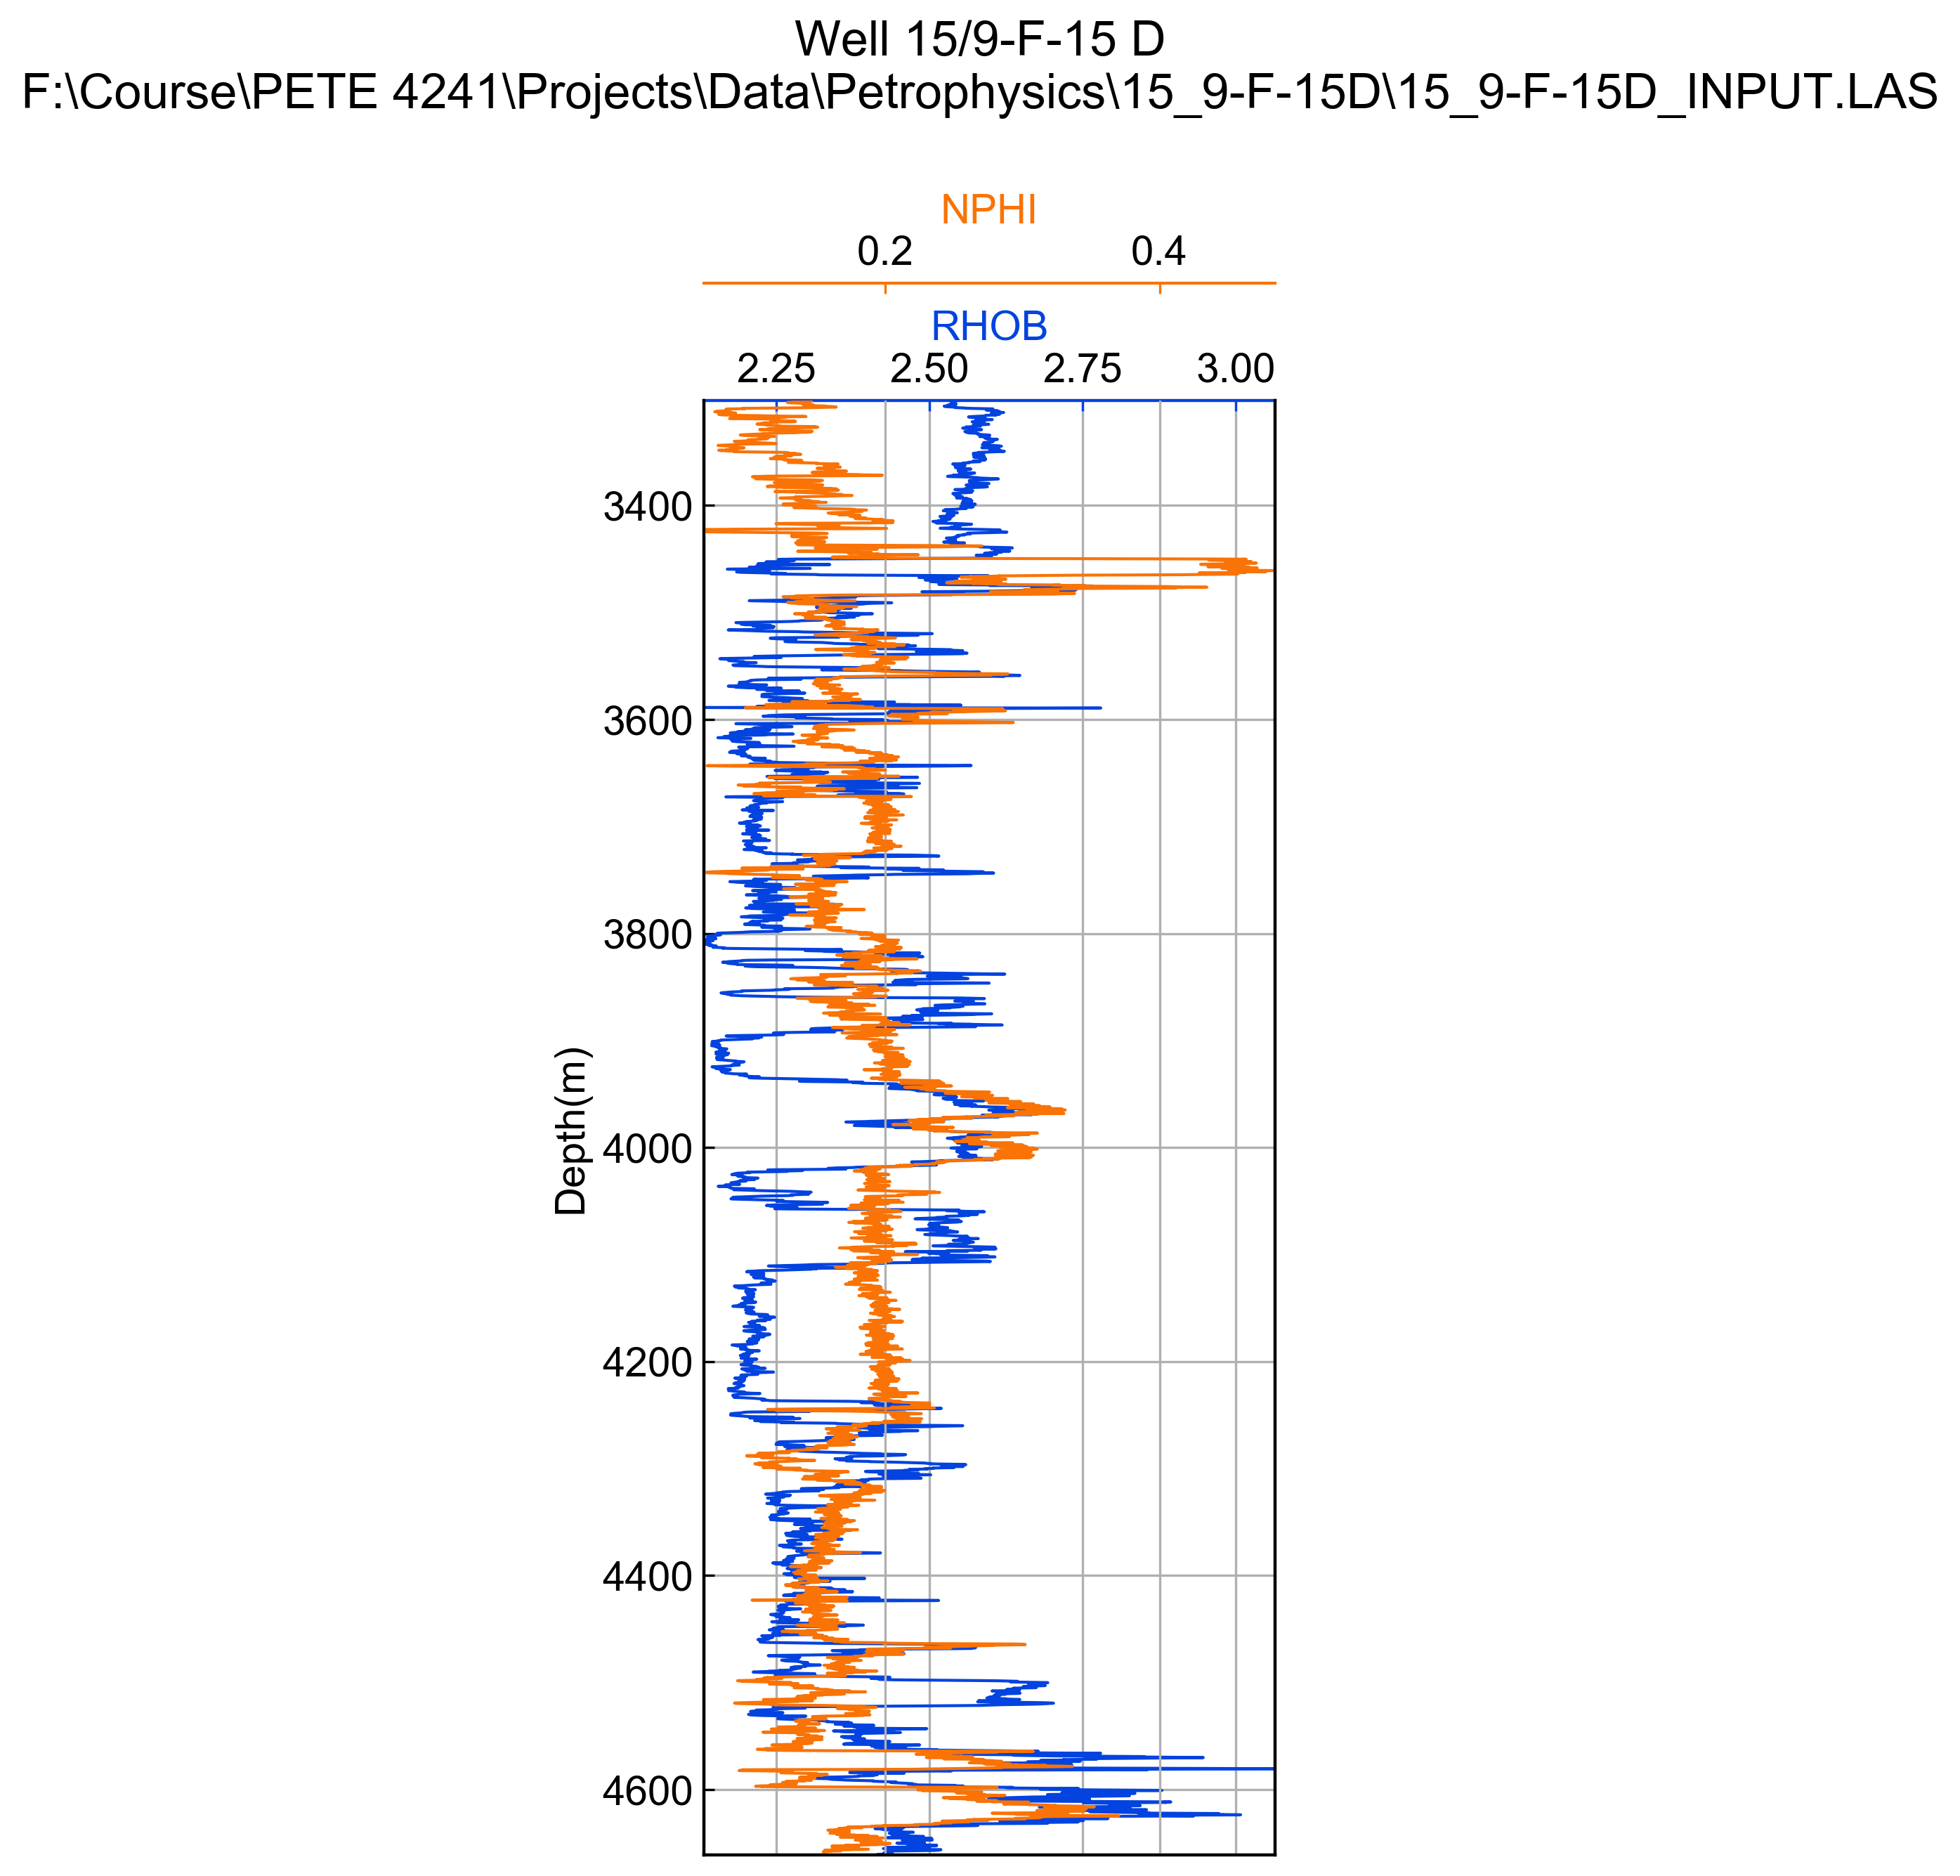 Well 15/9-F-15 D
F:\Course\PETE 4241\Projects\Data\Petrophysics\15_9-F-15D\15_9-F-15D_INPUT.LAS
NPHI
0.2 0.4
RHOB
2.25 2.50 2.75 3.00
3400
3600
3800
4000
4200
4400
4600
Depth(m)